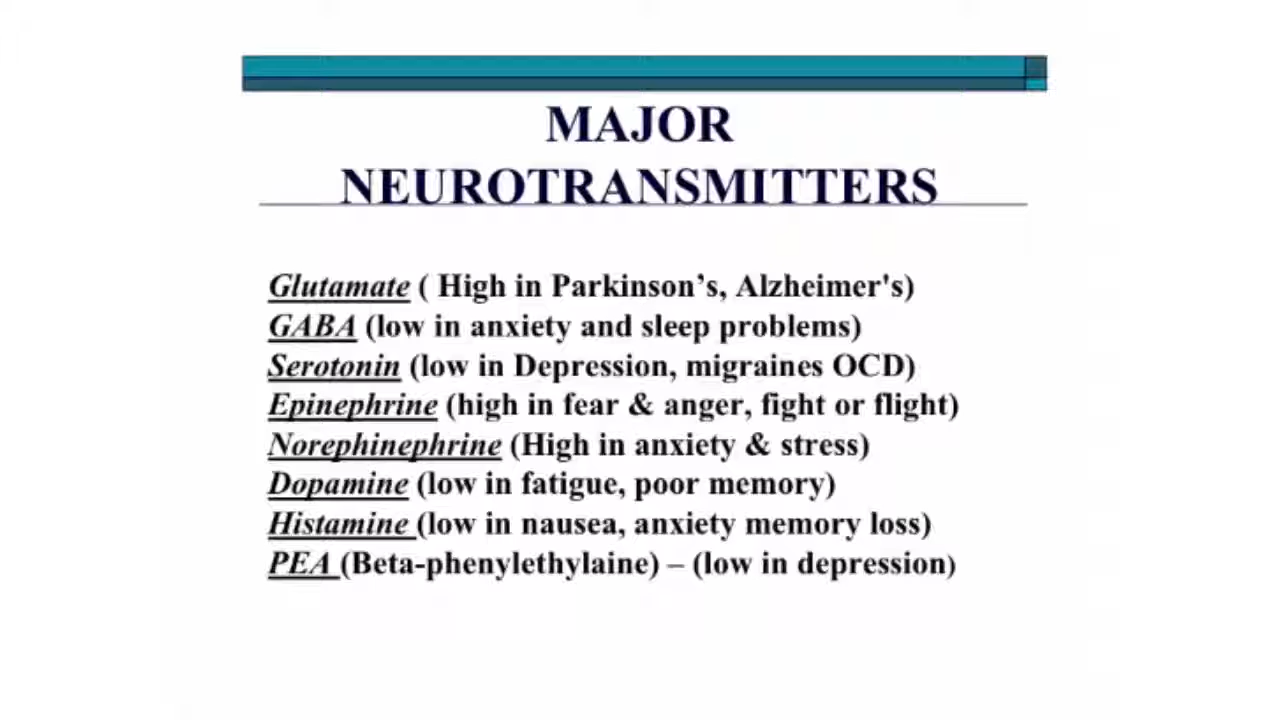 MAJOR
NEUROTRANSMITTERS
Glutamate ( High in Parkinson’s, Alzheimer's)
GABA (low in anxiety and sleep problems)
Serotonin (low in Depression, migraines OCD)
Epinephrine (high in fear & anger, fight or flight)
Norephinephrine (High in anxiety & stress)
Dopamine (low in fatigue, poor memory)
Histamine (low in nausea, anxiety memory loss)
PEA (Beta-phenylethylaine) – (low in depression)